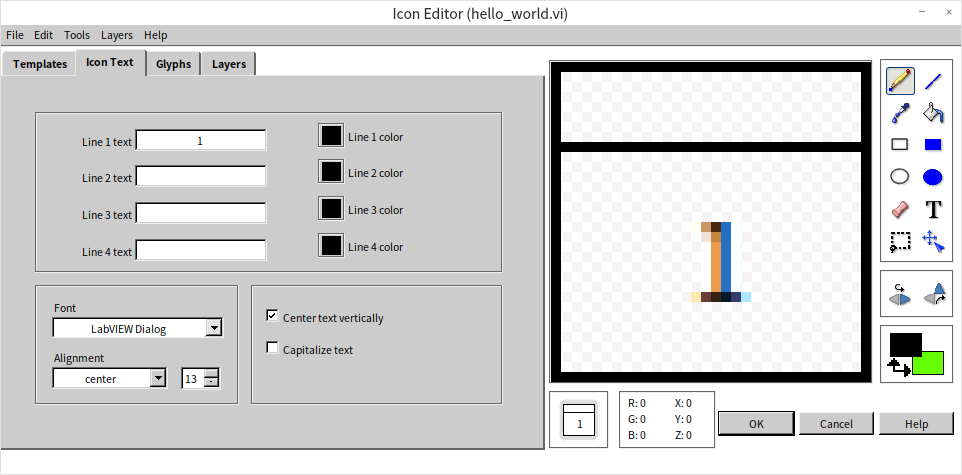 Icon Editor (hello_world.vi)
File Edit Tools Layers Help
Templates Icon Text Glyphs Layers
Line 1 text 1 Line 1 color
Line 2 text Line 2 color
Line 3 text Line 3 color
Line 4 text Line 4 color
Font
LabVIEW Dialog
Alignment
center 13
Center text vertically
Capitalize text
1
T
1
R: 0 X: 0
G: 0 Y: 0
B: 0 Z: 0
OK Cancel Help